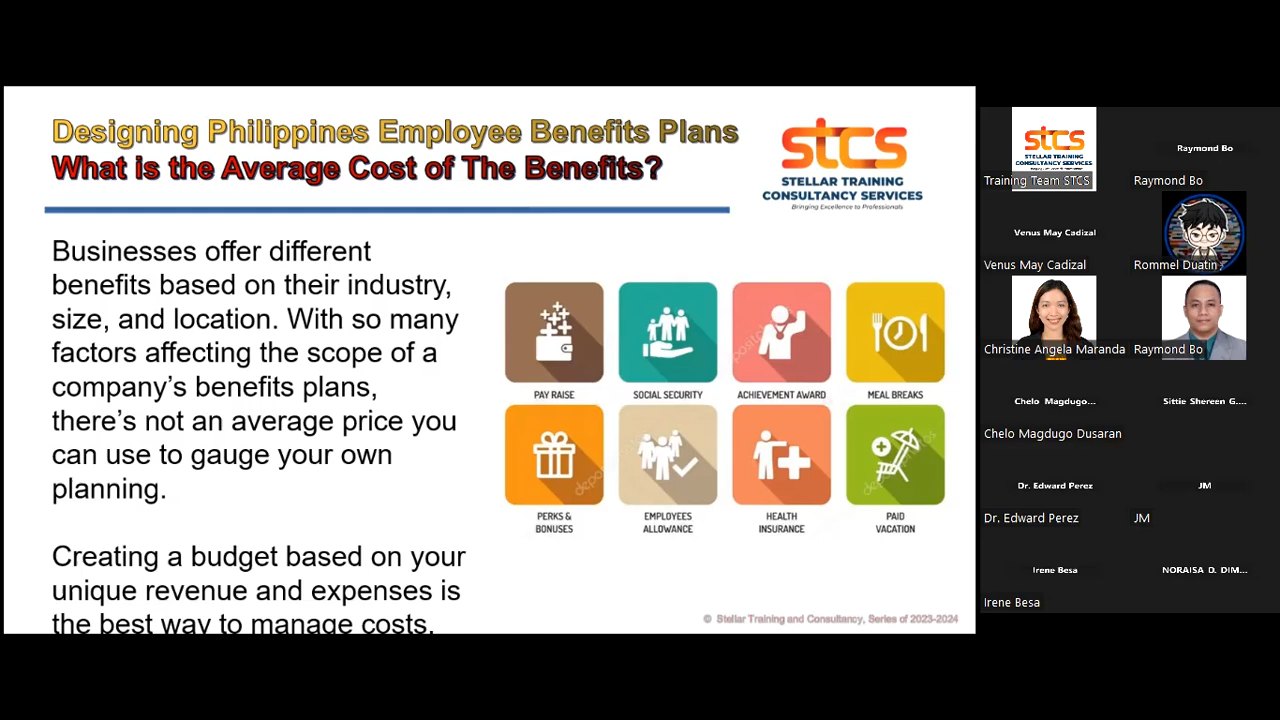 Designing Philippines Employee Benefits Plans
What is the Average Cost of The Benefits?
stcs
STELLAR TRAINING
CONSULTANCY SERVICES
Bringing Excellence to Professionals
Businesses offer different
benefits based on their industry,
size, and location. With so many
factors affecting the scope of a
company’s benefits plans,
there’s not an average price you
can use to gauge your own
planning.
Creating a budget based on your
unique revenue and expenses is
the best way to manage costs.
PAY RAISE
SOCIAL SECURITY
ACHIEVEMENT AWARD
MEAL BREAKS
PERKS &
BONUSES
EMPLOYEES
ALLOWANCE
HEALTH
INSURANCE
PAID
VACATION
© Stellar Training and Consultancy, Series of 2023-2024
stcs
STELLAR TRAINING
CONSULTANCY SERVICES
Training Team STCS
Raymond Bo
Raymond Bo
Venus May Cadizal
Venus May Cadizal
Rommel Duatin
Christine Angela Maranda
Raymond Bo
Chelo Magdugo...
Chelo Magdugo Dusaran
Sittie Shereen G....
Dr. Edward Perez
Dr. Edward Perez
JM
JM
Irene Besa
Irene Besa
NORAISA D. DIM...